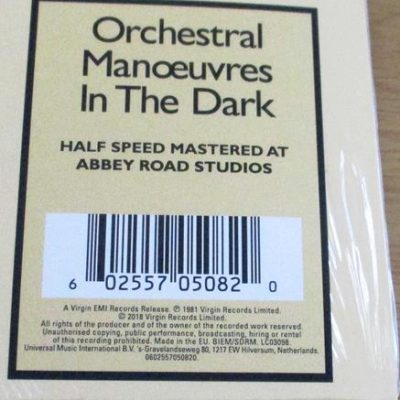 Orchestral
Manœuvres
In The Dark
HALF SPEED MASTERED AT
ABBEY ROAD STUDIOS
6 02557 05082 0
A Virgin EMI Records Release. ℗ 1981 Virgin Records Limited.
© 2018 Virgin Records Limited.
All rights of the producer and of the owner of the recorded work reserved.
Unauthorised copying, public performance, broadcasting, hiring or rental
of this recording prohibited. Made in the EU. BIEM/SDRM. LC03098.
Universal Music International B.V. 's-Gravelandseweg 80, 1217 EW Hilversum, Netherlands.
0602557050820.